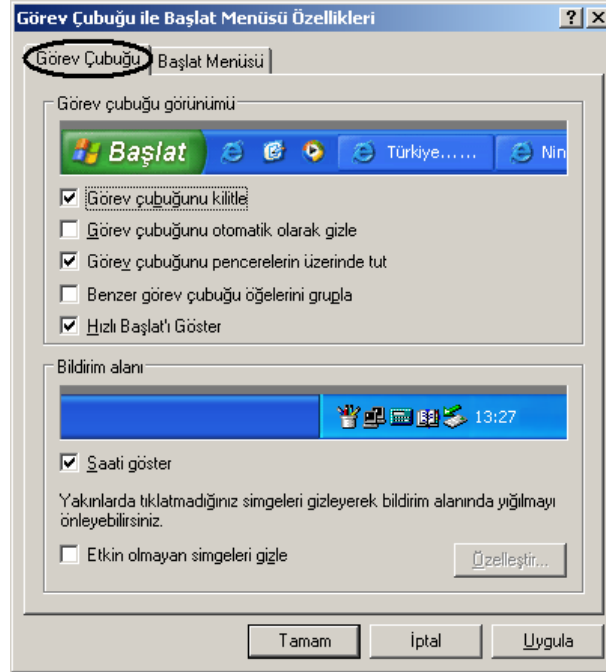 Görev Çubuğu ile Başlat Menüsü Özellikleri
Görev Çubuğu
Başlat Menüsü
Görev çubuğu görünümü
Başlat
Türkiye......
Nin
Görev çubuğunu kilitle
Görev çubuğunu otomatik olarak gizle
Görev çubuğunu pencerelerin üzerinde tut
Benzer görev çubuğu öğelerini grupla
Hızlı Başlat'ı Göster
Bildirim alanı
13:27
Saati göster
Yakınlarda tıklatmadığınız simgeleri gizleyerek bildirim alanında yığılmayı
önleyebilirsiniz.
Etkin olmayan simgeleri gizle
Özelleştir...
Tamam
İptal
Uygula